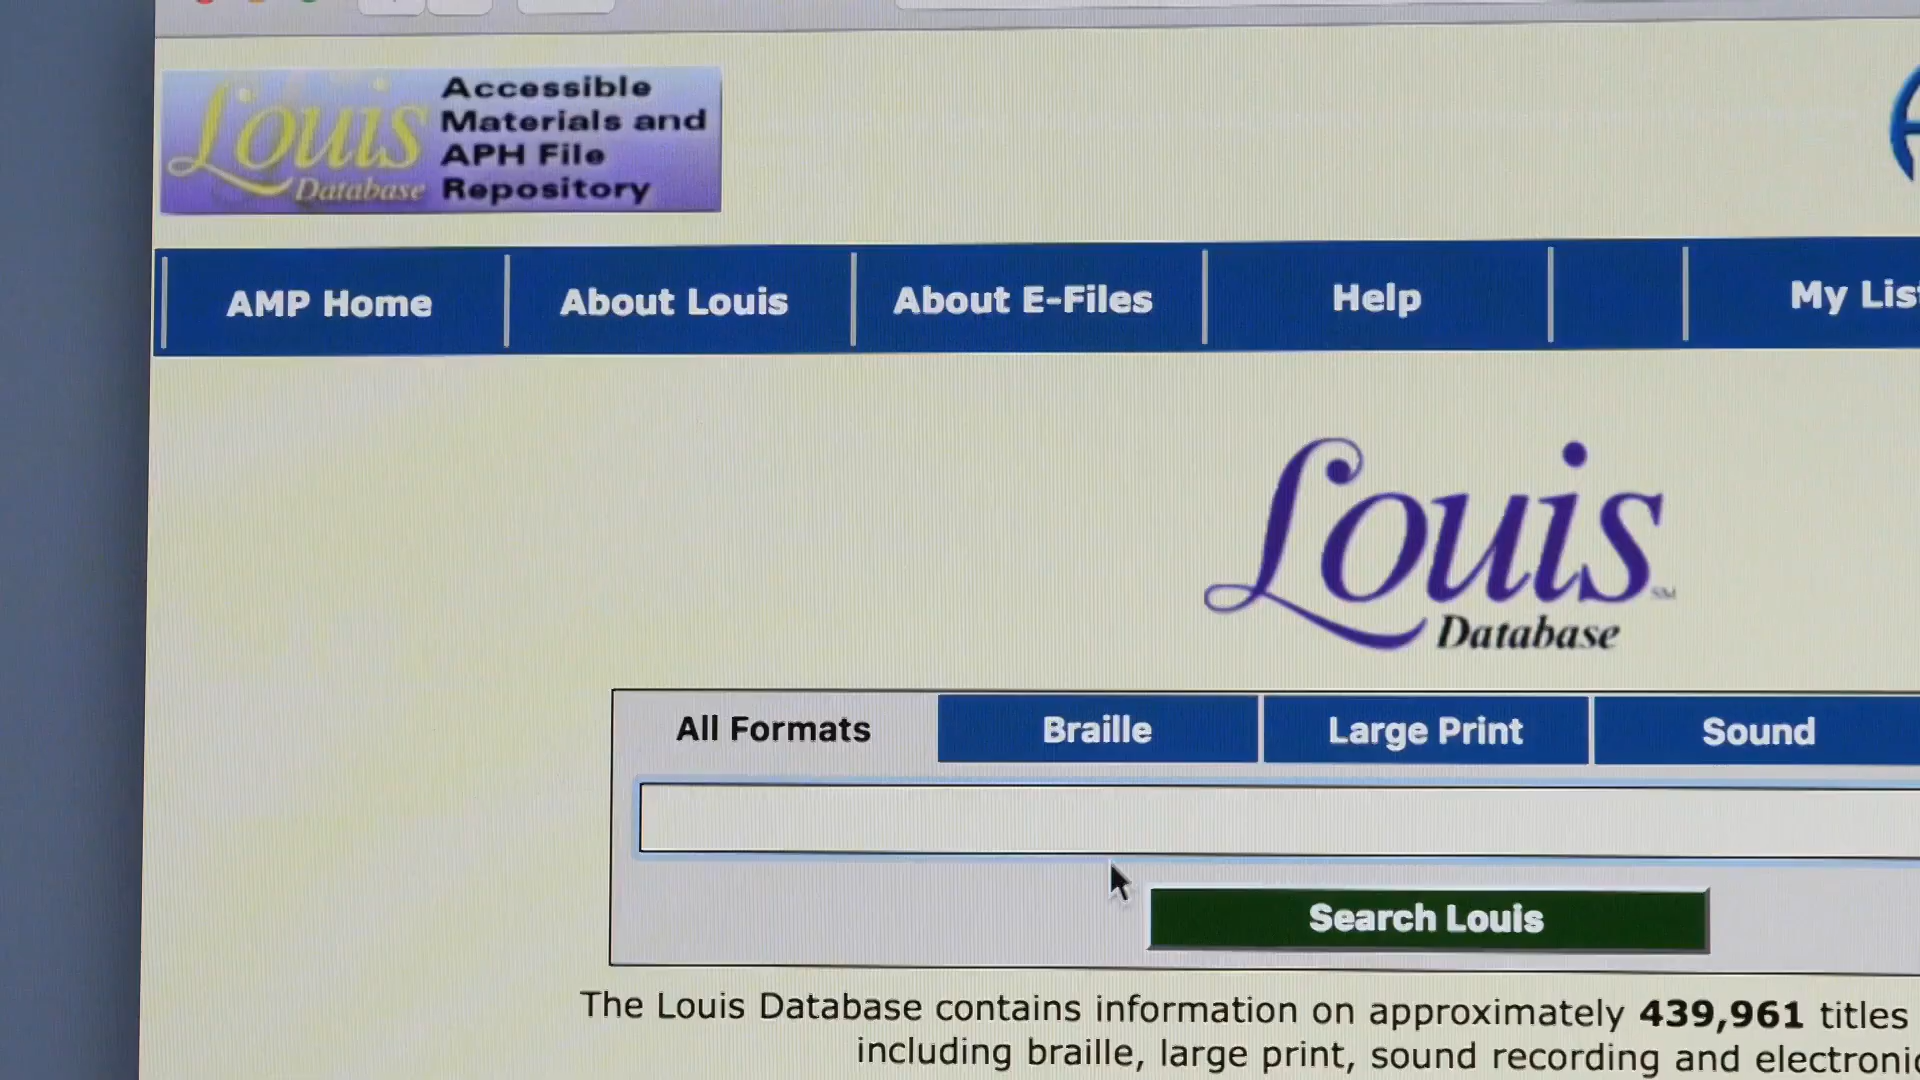 Louis Database
Accessible
Materials and
APH File
Repository
AMP Home
About Louis
About E-Files
Help
My
Louis
SM
Database
All Formats
Braille
Large Print
Sound
Search Louis
The Louis Database contains information on approximately 439,961 titles
including braille, large print, sound recording and